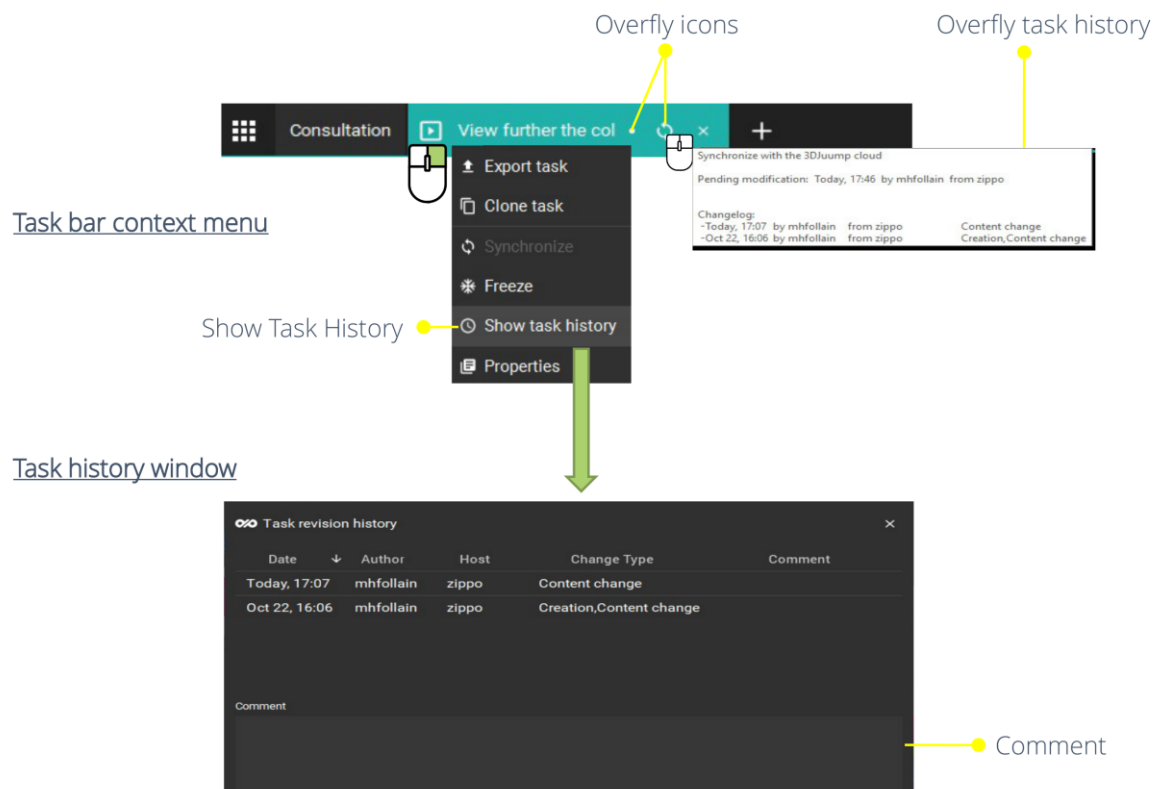 Overfly icons
Overfly task history
Consultation
View further the col
Synchronize with the 3DJuump cloud
Pending modification: Today, 17:46 by mhfollain from zippo
Changelog:
-Today, 17:07 by mhfollain from zippo Content change
-Oct 22, 16:06 by mhfollain from zippo Creation,Content change
Task bar context menu
Export task
Clone task
Synchronize
Freeze
Show task history
Properties
Show Task History
Task history window
Task revision history
Date Author Host Change Type Comment
Today, 17:07 mhfollain zippo Content change
Oct 22, 16:06 mhfollain zippo Creation,Content change
Comment
Comment